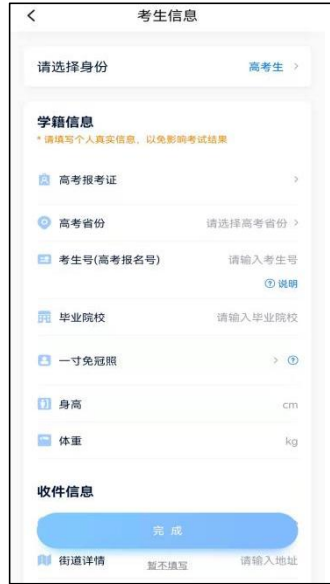 考生信息
请选择身份 高考生
学籍信息
* 请填写个人真实信息，以免影响考试结果
高考报考证
高考省份 请选择高考省份
考生号(高考报名号) 请输入考生号
? 说明
毕业院校 请输入毕业院校
一寸免冠照 ?
身高 cm
体重 kg
收件信息
完成
街道详情 请输入地址
暂不填写